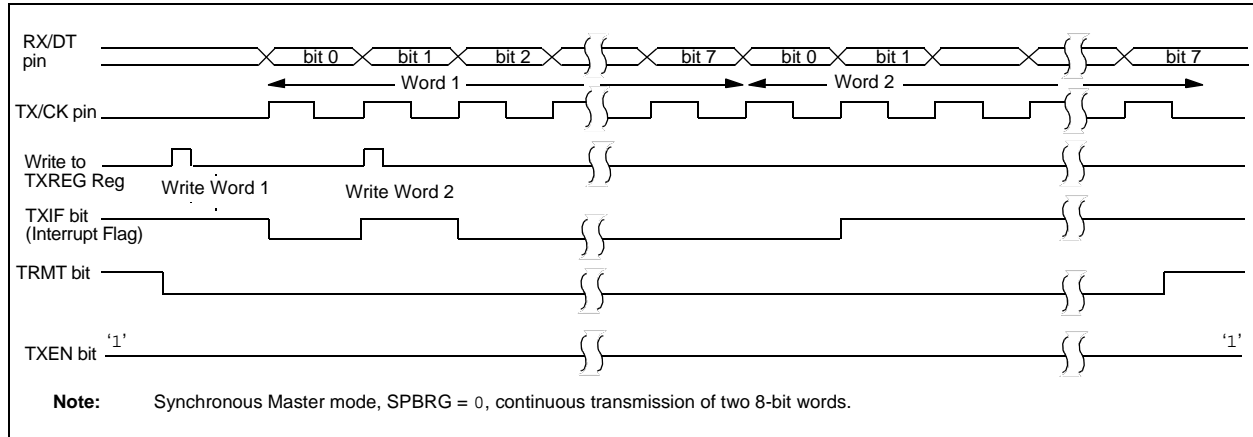 RX/DT
pin
bit 0 bit 1 bit 2 bit 7 bit 0 bit 1 bit 7
Word 1 Word 2
TX/CK pin
Write to
TXREG Reg
Write Word 1 Write Word 2
TXIF bit
(Interrupt Flag)
TRMT bit
TXEN bit ‘1’ ‘1’
Note: Synchronous Master mode, SPBRG = 0, continuous transmission of two 8-bit words.